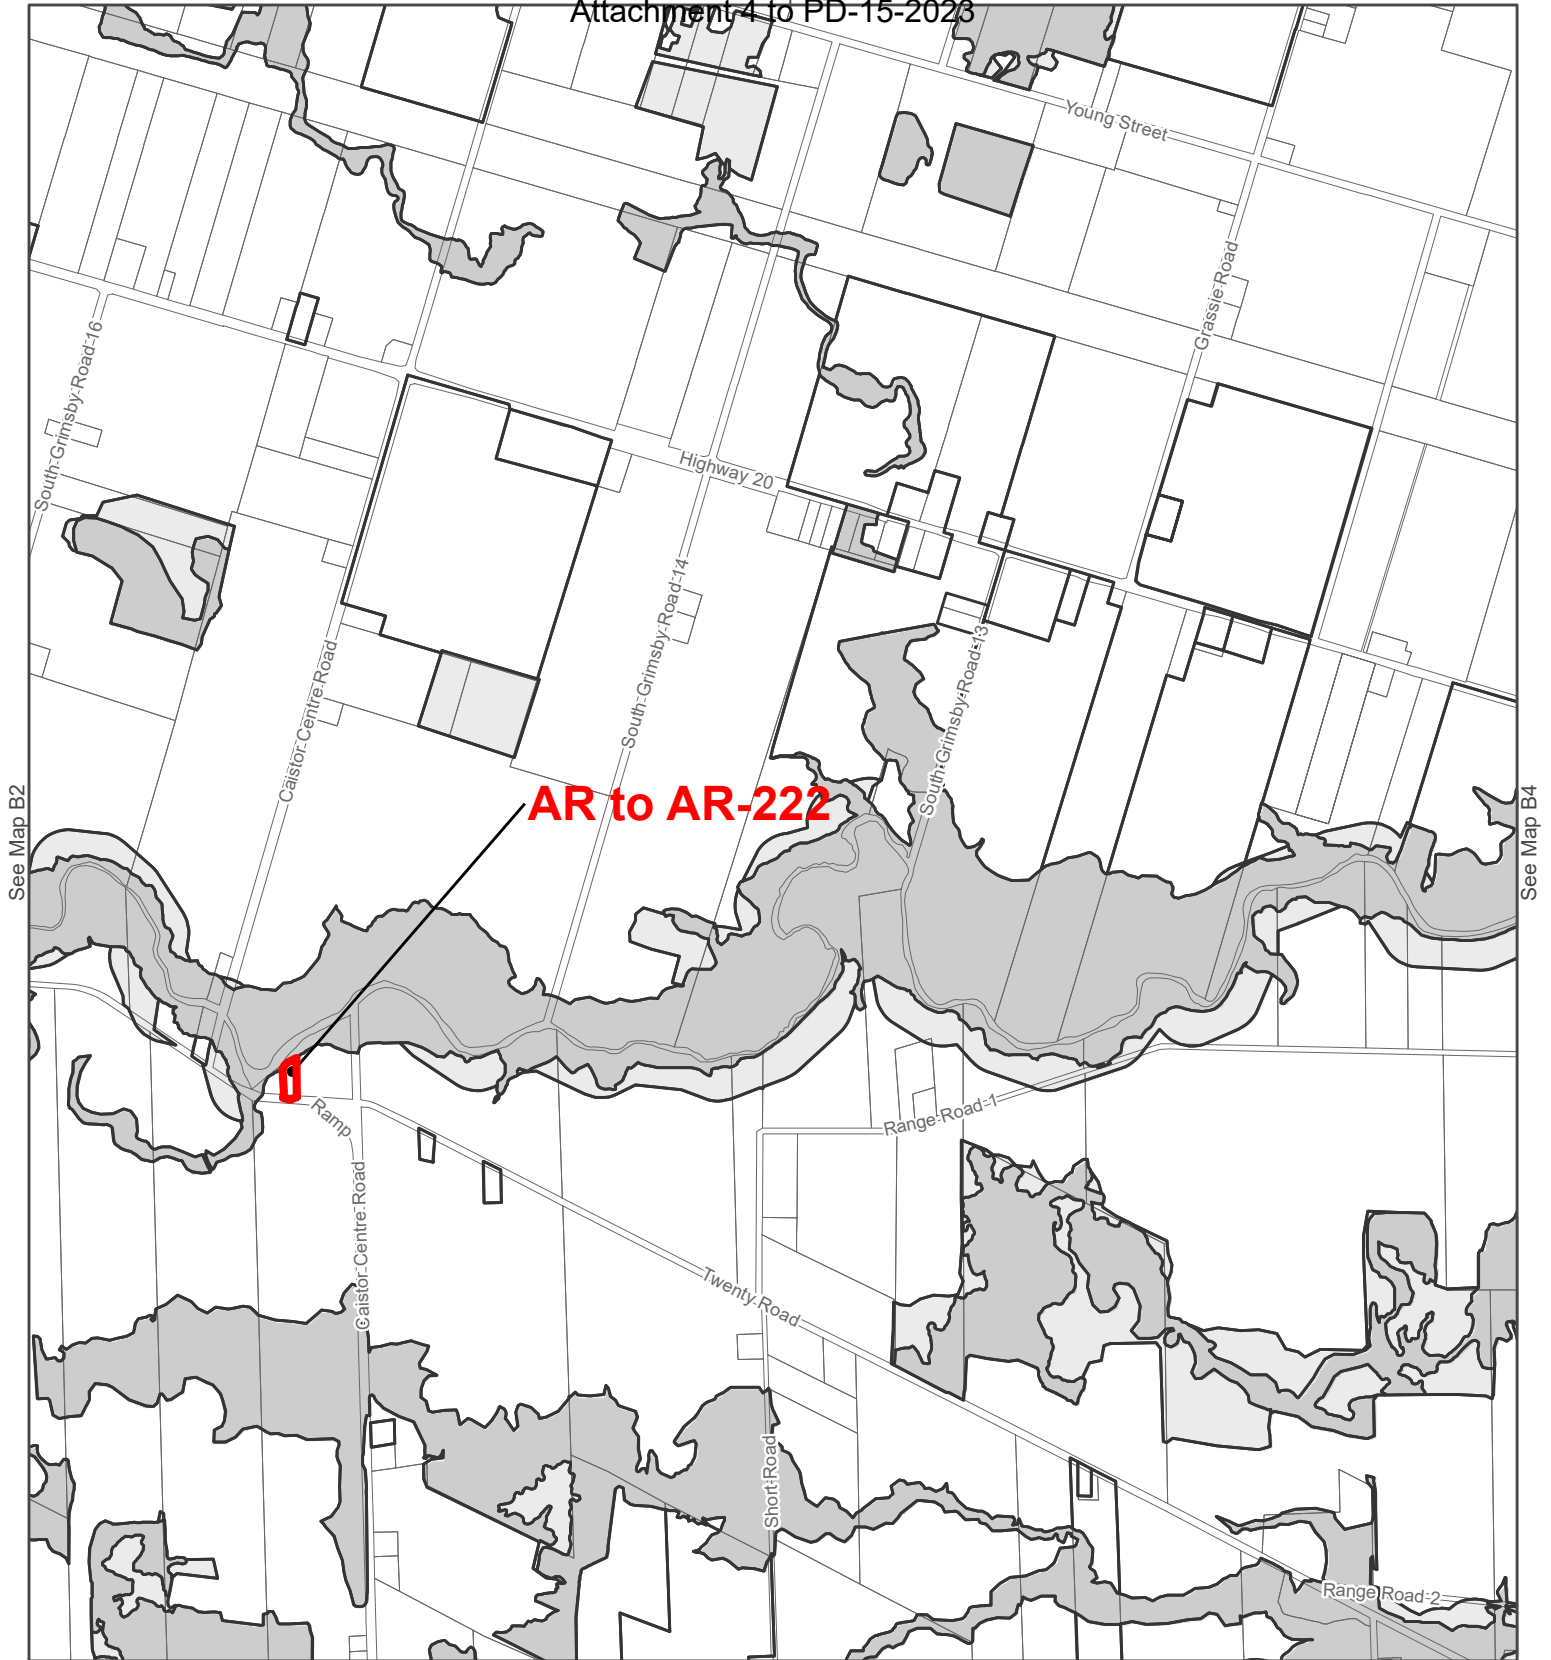 Attachment 4 to PD-15-2023
Young Street
Grassie Road
South Grimsby Road 16
Highway 20
South Grimsby Road 14
South Grimsby Road 13
Caistor Centre Road
AR to AR-222
See Map B2
See Map B4
Ramp
Range Road 1
Caistor Centre Road
Twenty Road
Short Road
Range Road 2